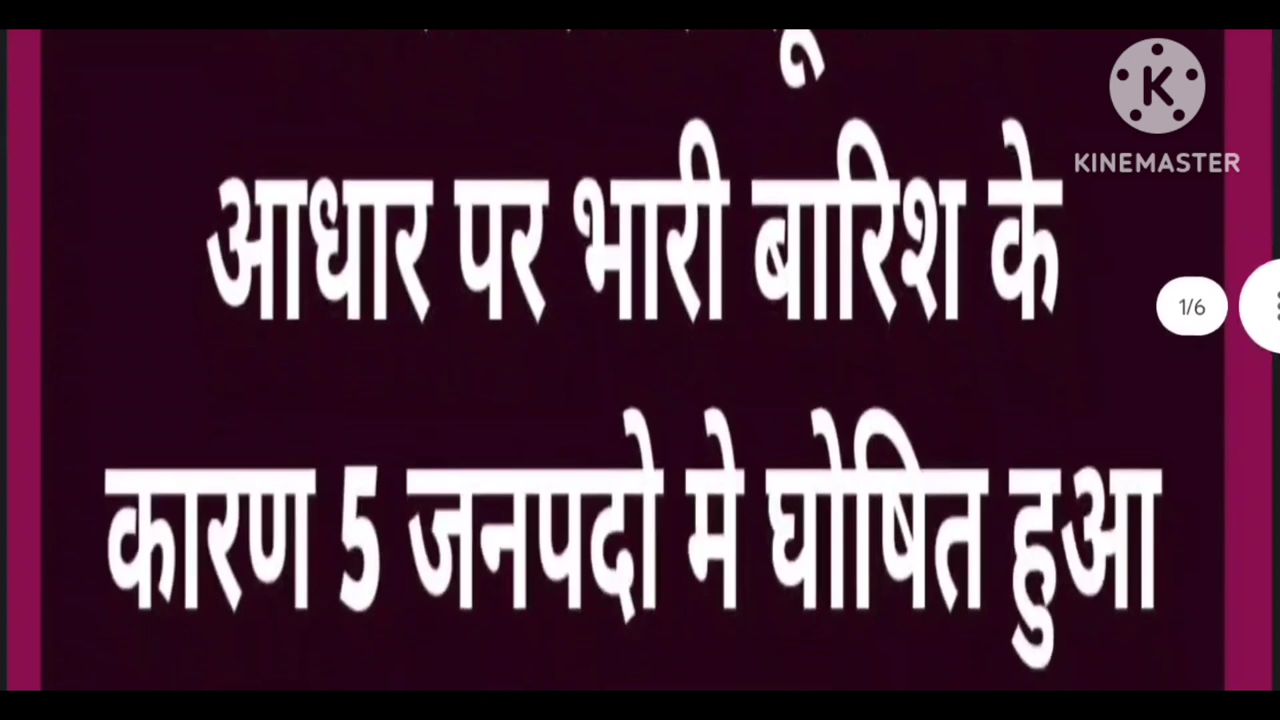 KINEMASTER
आधार पर भारी बारिश के
1/6
कारण 5 जनपदो मे घोषित हुआ